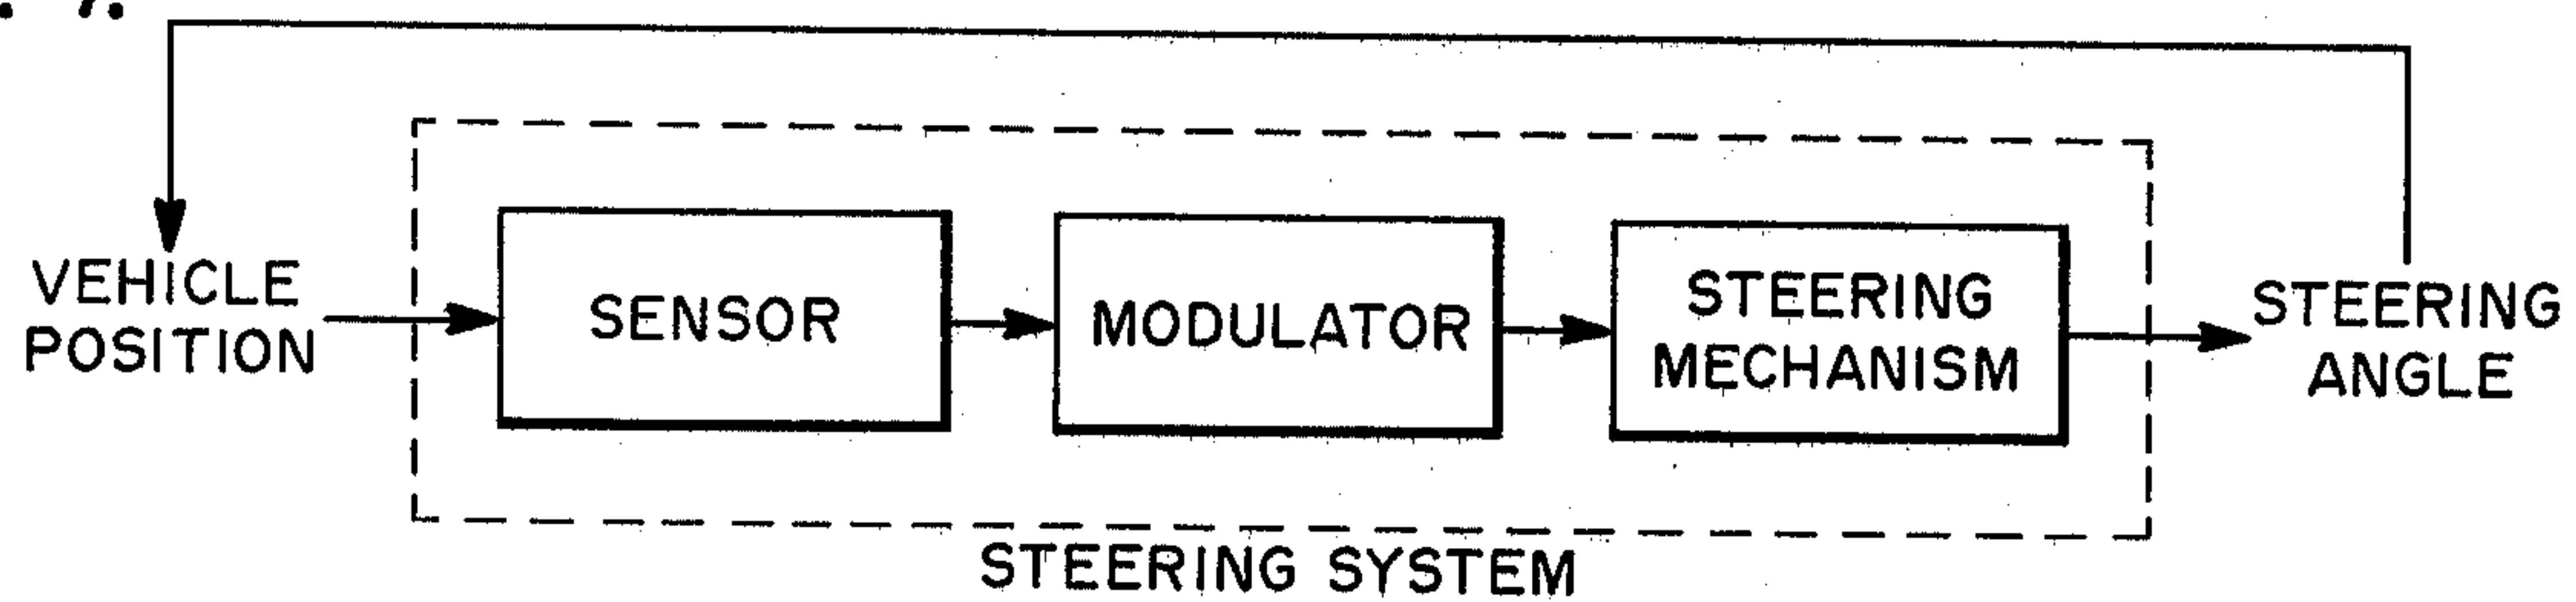 VEHICLE
POSITION
SENSOR
MODULATOR
STEERING
MECHANISM
STEERING
ANGLE
STEERING SYSTEM